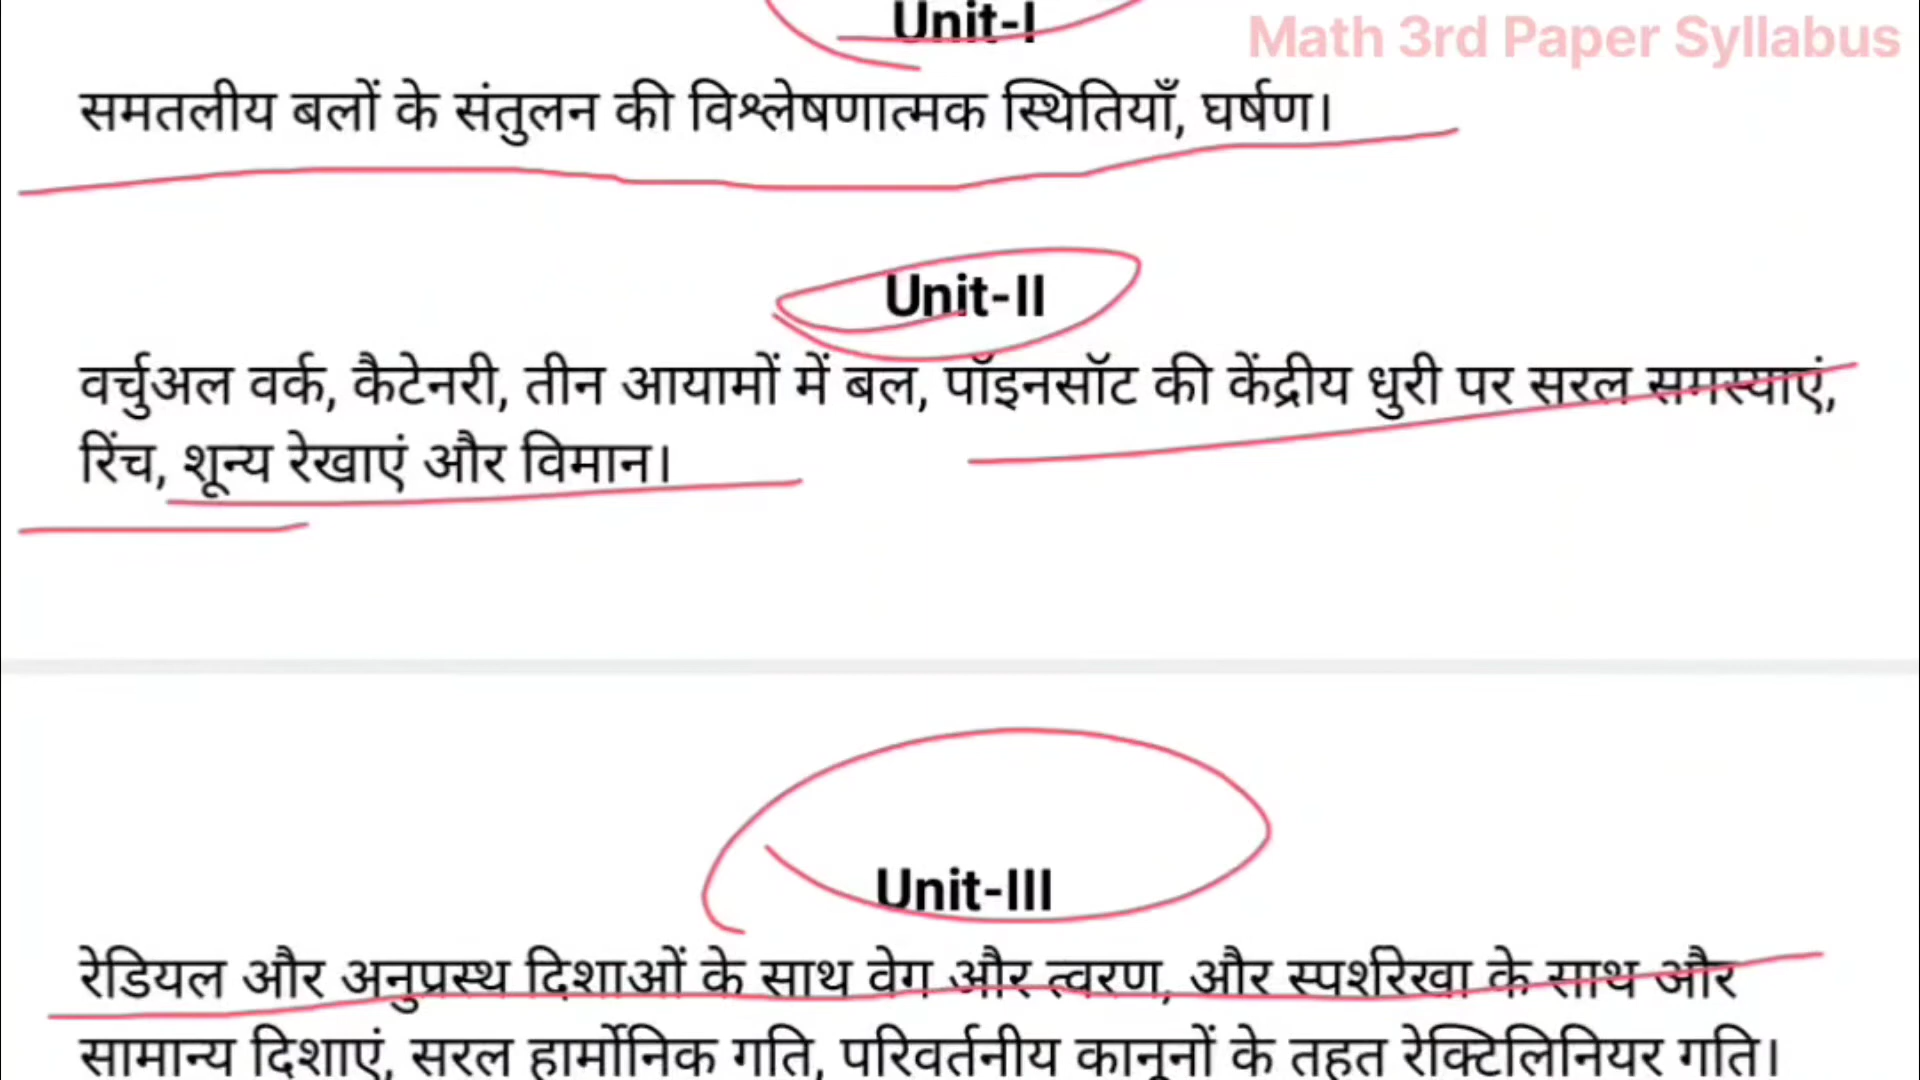 Unit-I
Math 3rd Paper Syllabus
समतलीय बलों के संतुलन की विश्लेषणात्मक स्थितियाँ, घर्षण।
Unit-II
वर्चुअल वर्क, कैटेनरी, तीन आयामों में बल, पॉइनसॉट की केंद्रीय धुरी पर सरल समस्याएं,
रिंच, शून्य रेखाएं और विमान।
Unit-III
रेडियल और अनुप्रस्थ दिशाओं के साथ वेग और त्वरण, और स्पर्शरेखा के साथ और
सामान्य दिशाएं, सरल हार्मोनिक गति, परिवर्तनीय कानूनों के तहत रेक्टिलिनियर गति।